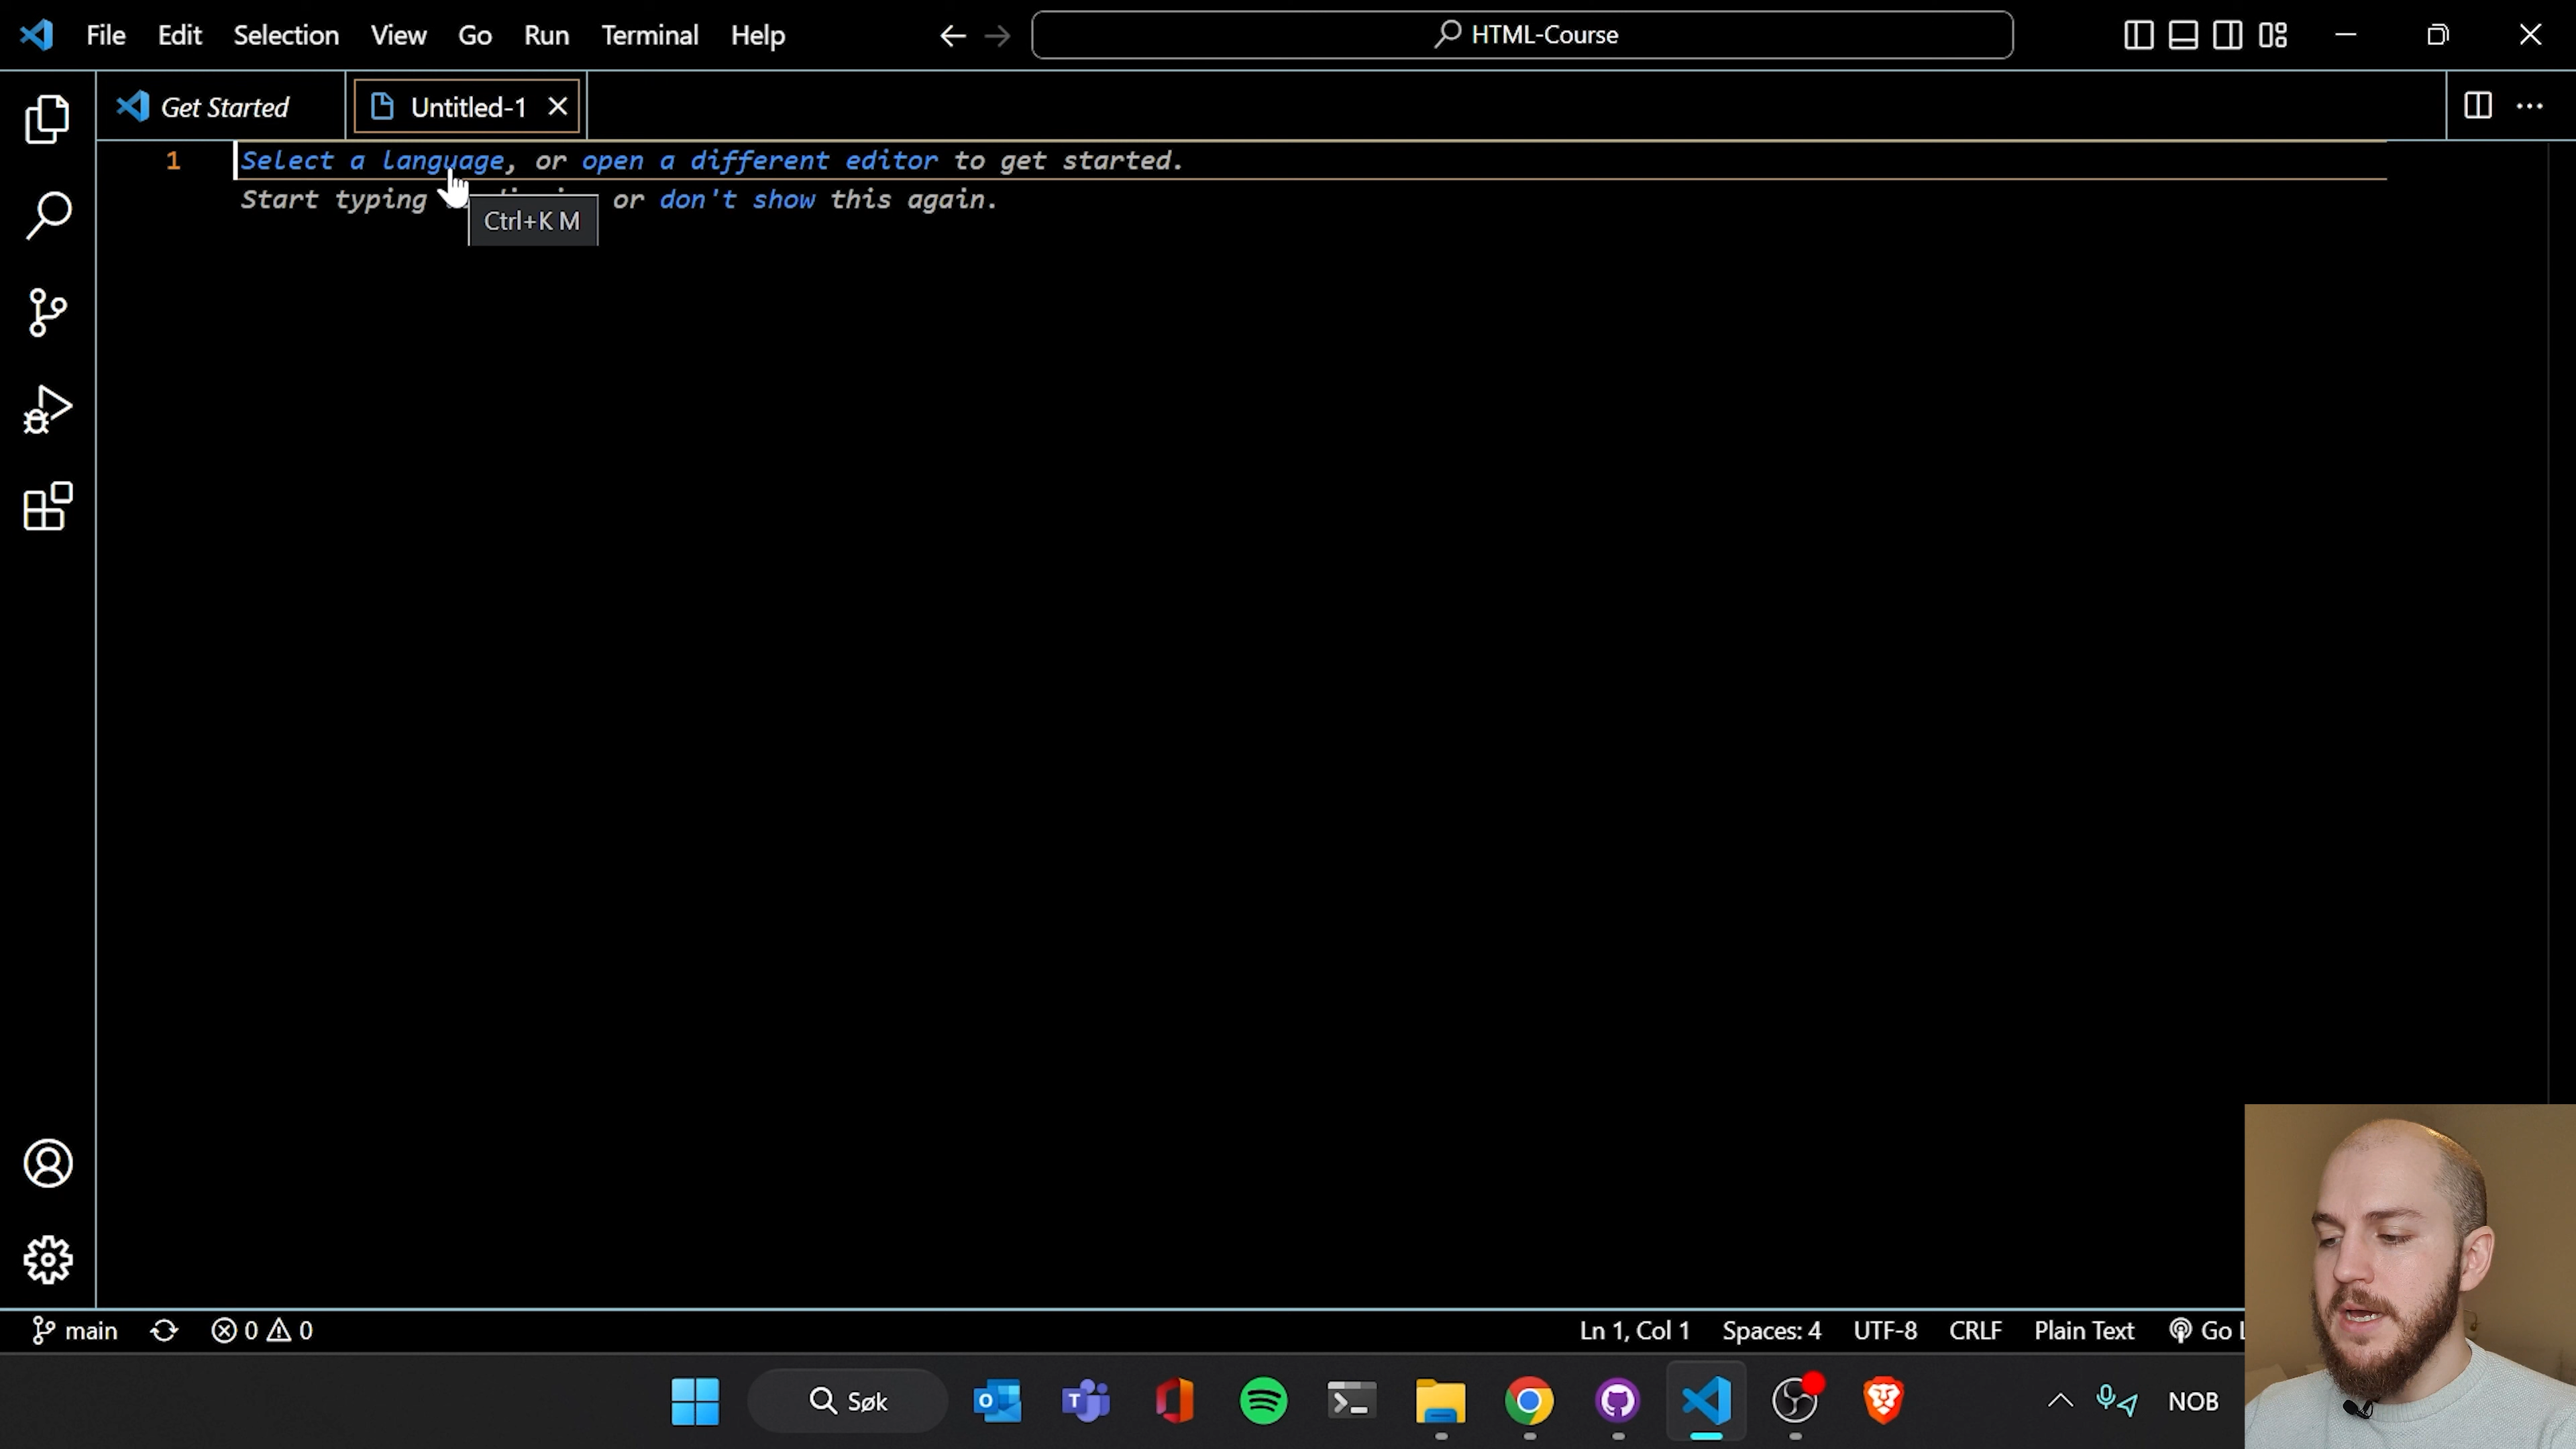 File Edit Selection View Go Run Terminal Help HTML-Course
Get Started Untitled-1
1 Select a language, or open a different editor to get started.
Start typing or don't show this again.
Ctrl+K M
main 0 0 Ln 1, Col 1 Spaces: 4 UTF-8 CRLF Plain Text Go
Søk NOB